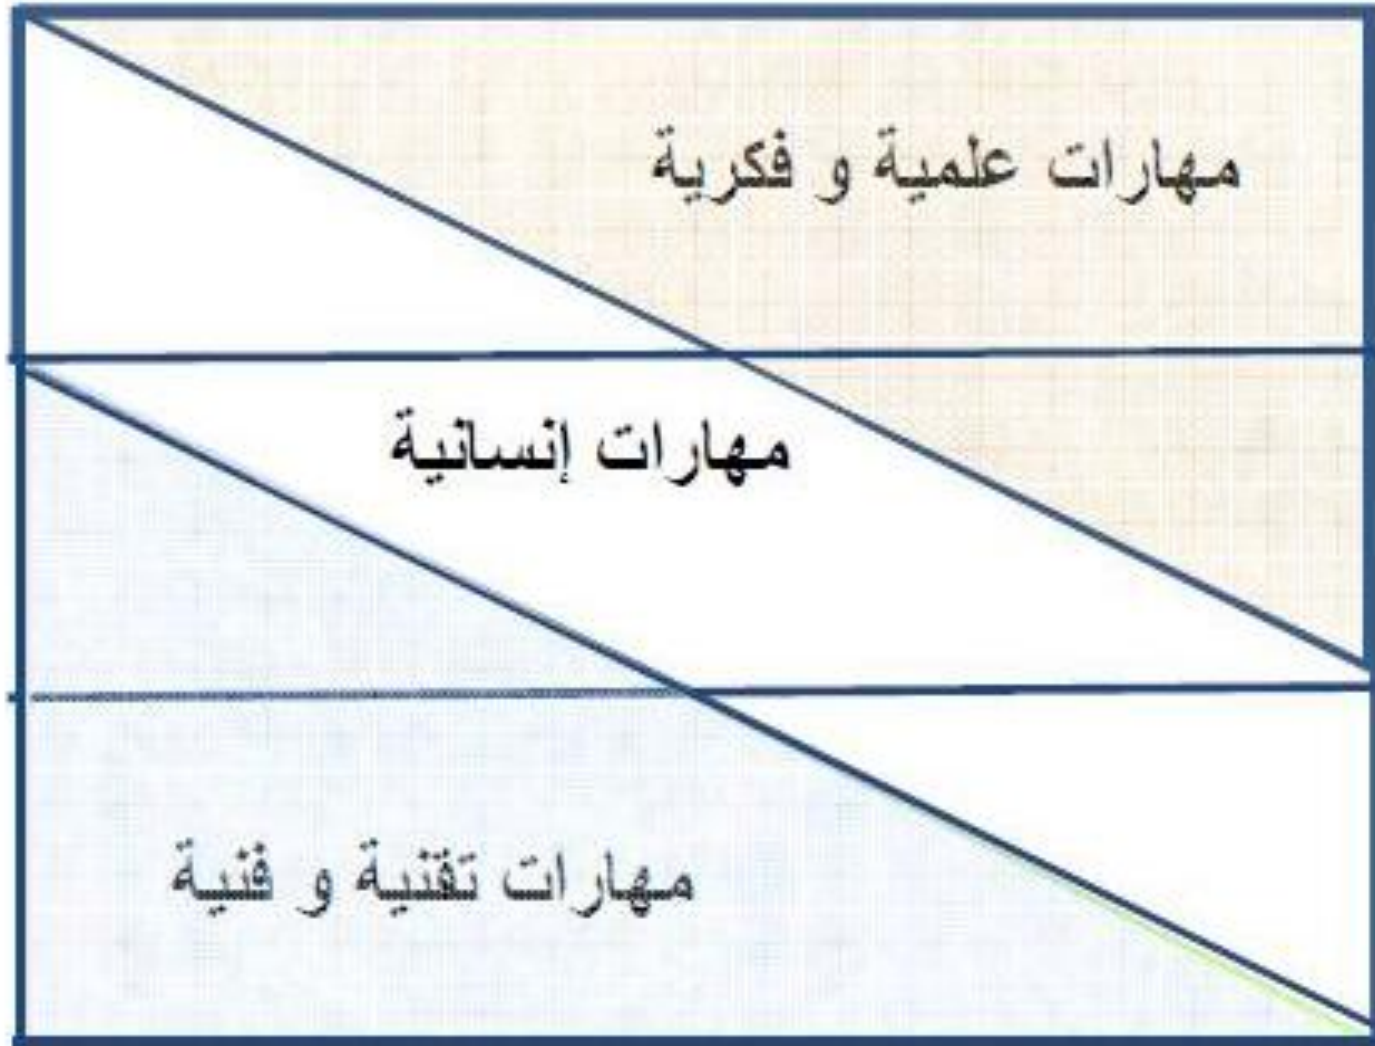 مهارات علمية و فكرية
مهارات إنسانية
مهارات تقنية و فنية